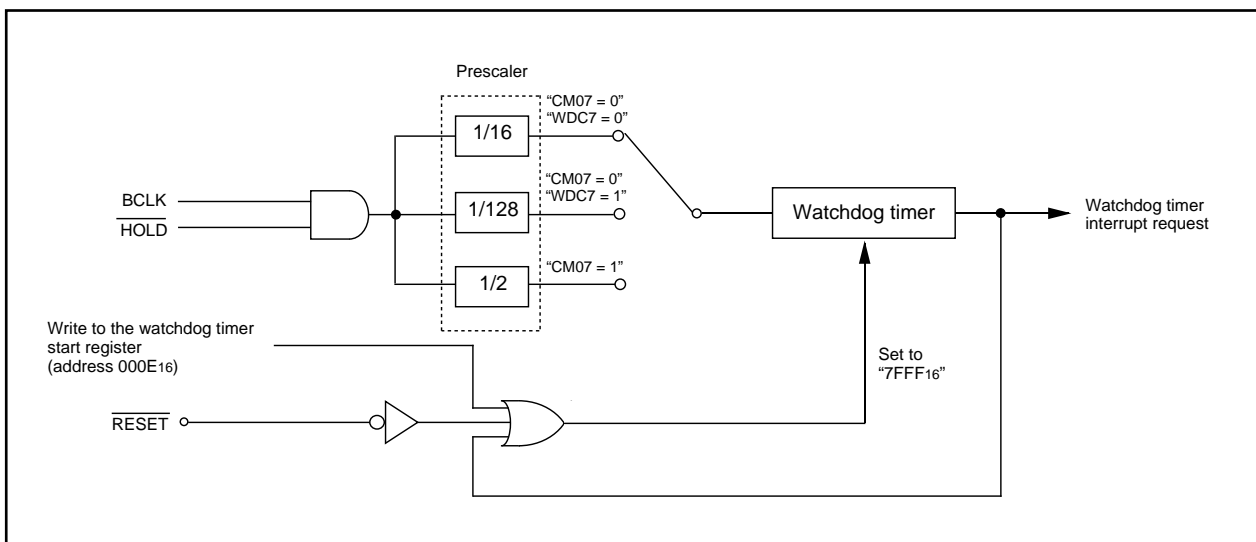 Prescaler
“CM07 = 0”
“WDC7 = 0”
1/16
BCLK
HOLD
“CM07 = 0”
“WDC7 = 1”
1/128
Watchdog timer
Watchdog timer
interrupt request
“CM07 = 1”
1/2
Write to the watchdog timer
start register
(address 000E16)
Set to
“7FFF16”
RESET